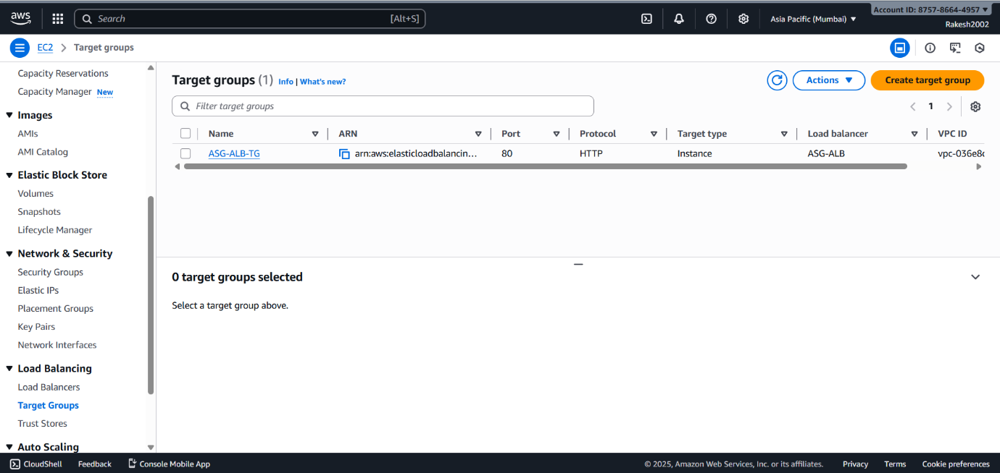 aws
Search [Alt+S]
Asia Pacific (Mumbai)
Account ID: 8757-8664-4957
Rakesh2002
EC2 Target groups
Capacity Reservations
Capacity Manager New
Images
AMIs
AMI Catalog
Elastic Block Store
Volumes
Snapshots
Lifecycle Manager
Network & Security
Security Groups
Elastic IPs
Placement Groups
Key Pairs
Network Interfaces
Load Balancing
Load Balancers
Target Groups
Trust Stores
Auto Scaling
Target groups (1) Info | What's new?
Actions
Create target group
Filter target groups
1
Name ARN Port Protocol Target type Load balancer VPC ID
ASG-ALB-TG arn:aws:elasticloadbalancin... 80 HTTP Instance ASG-ALB vpc-036e8c
0 target groups selected
Select a target group above.
CloudShell Feedback Console Mobile App © 2025, Amazon Web Services, Inc. or its affiliates. Privacy Terms Cookie preferences